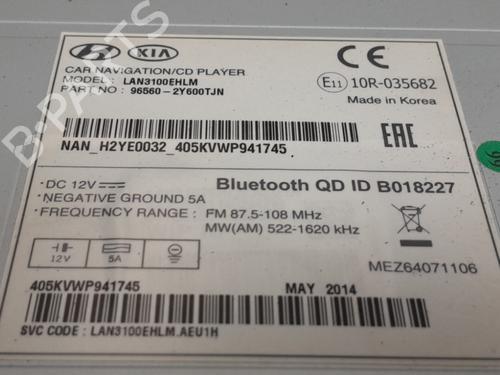 KIA
CAR NAVIGATION/CD PLAYER
MODEL: LAN3100EHLM
PART NO : 96560-2Y600TJN
CE
E11 10R-035682
Made in Korea
NAN_H2YE0032_405KVWP941745
EAC
DC 12V
NEGATIVE GROUND 5A
FREQUENCY RANGE : FM 87.5-108 MHz
MW(AM) 522-1620 kHz
Bluetooth QD ID B018227
12V
5A
MEZ64071106
405KVWP941745
MAY 2014
SVC CODE : LAN3100EHLM.AEU1H
B-PARTS